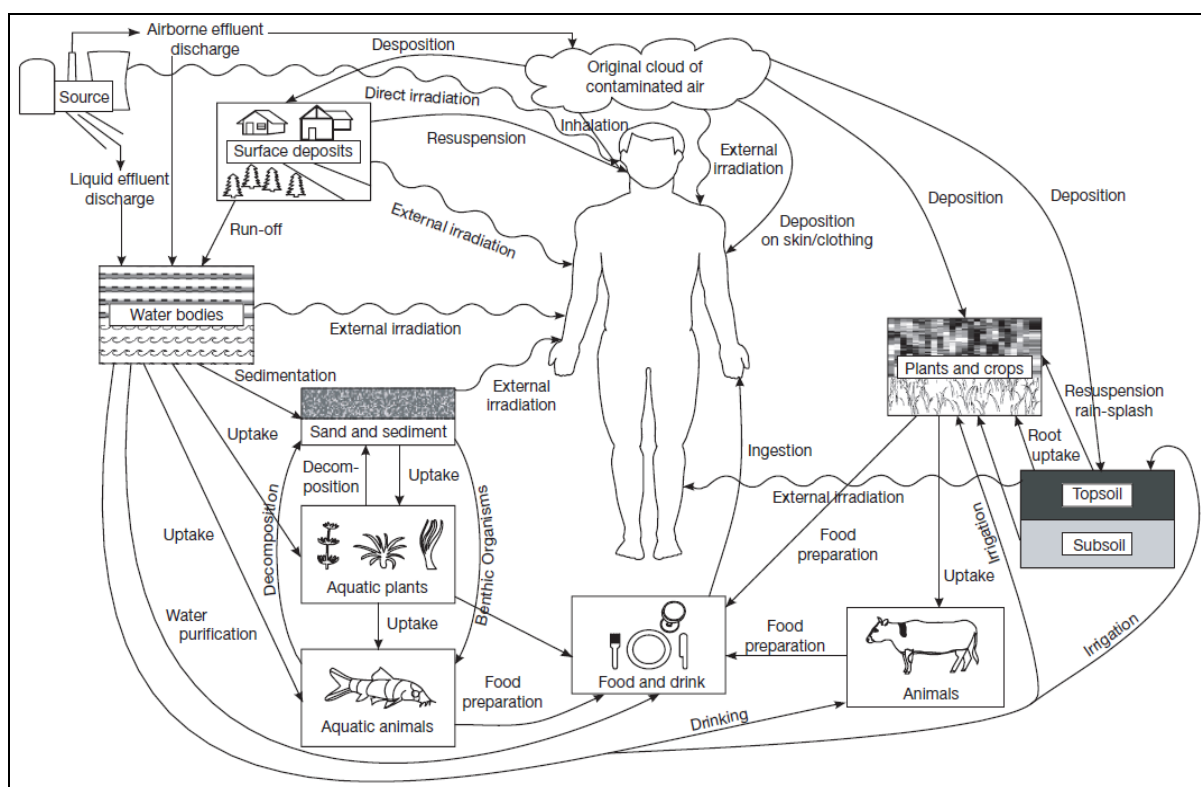 Airborne effluent
discharge
Desposition
Original cloud of
contaminated air
Source
Direct irradiation
Inhalation
Resuspension
Surface deposits
External
irradiation
Liquid effluent
discharge
Deposition
Deposition
Run-off
External irradiation
Deposition
on skin/clothing
Water bodies
External irradiation
Plants and crops
Sedimentation
External
irradiation
Resuspension
rain-splash
Sand and sediment
Uptake
Decom-
position
Uptake
Ingestion
Root
uptake
Topsoil
External irradiation
Uptake
Decomposition
Benthic Organisms
Food
preparation
Irrigation
Subsoil
Aquatic plants
Uptake
Water
purification
Uptake
Food
preparation
Irrigation
Food
preparation
Food and drink
Animals
Aquatic animals
Drinking